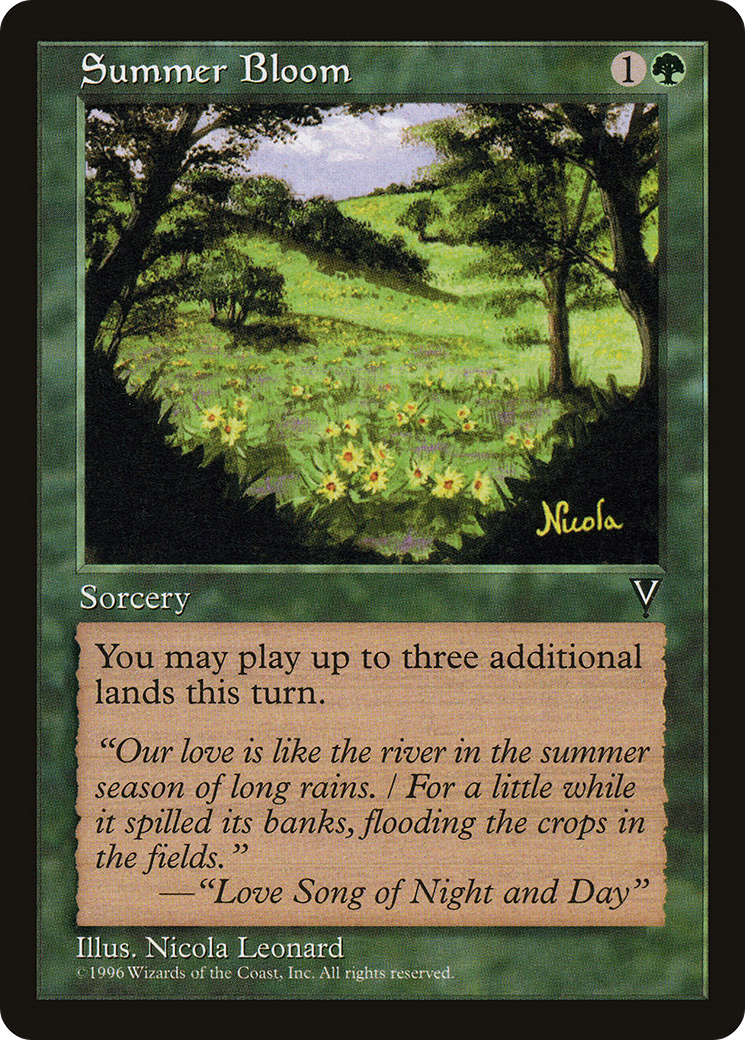 Summer Bloom 1
Nicola
Sorcery V
You may play up to three additional
lands this turn.
“Our love is like the river in the summer
season of long rains. / For a little while
it spilled its banks, flooding the crops in
the fields.”
—“Love Song of Night and Day”
Illus. Nicola Leonard
©1996 Wizards of the Coast, Inc. All rights reserved.